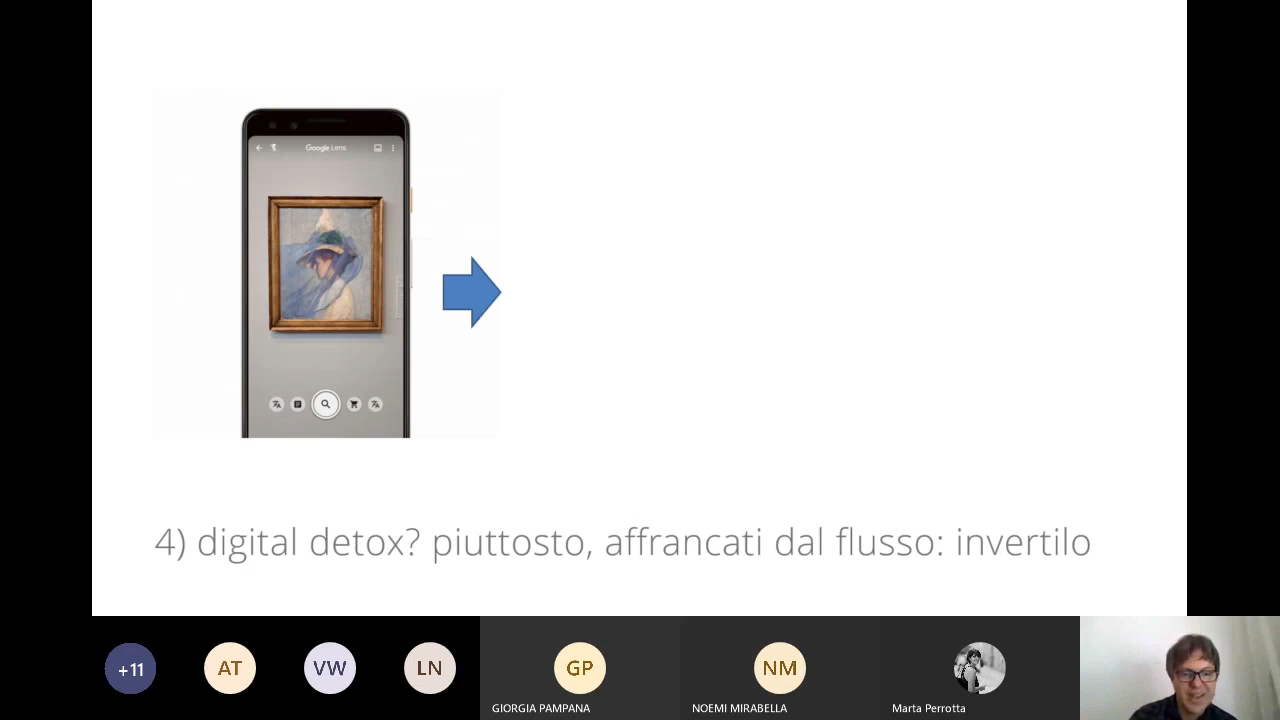 Google Lens
4) digital detox? piuttosto, affrancati dal flusso: invertilo
+11
AT
VW
LN
GP
NM
GIORGIA PAMPANA
NOEMI MIRABELLA
Marta Perrotta